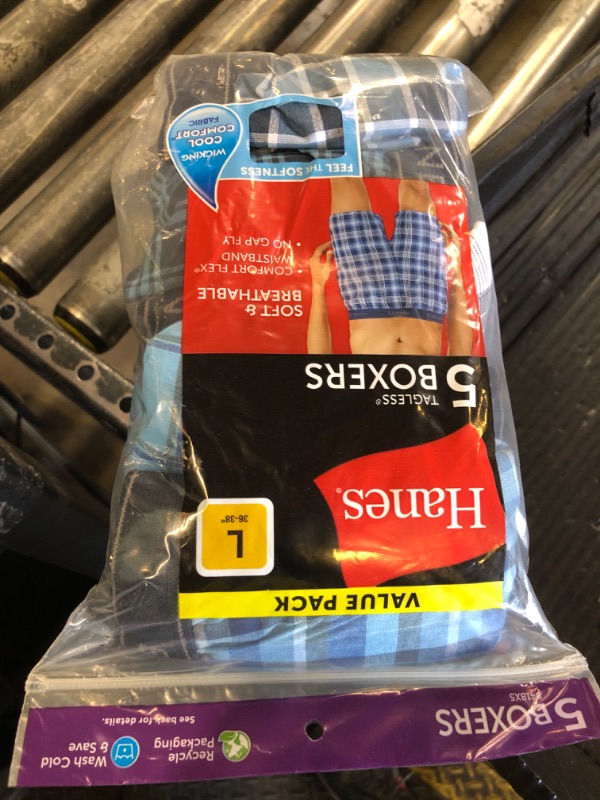 5 BOXERS
Recycle
Packaging
Wash Cold
& Save
See back for details.
VALUE PACK
Hanes®
L
36-38"
TAGLESS®
5 BOXERS
SOFT &
BREATHABLE
• COMFORT FLEX®
WAISTBAND
• NO GAP FLY
FEEL THE SOFTNESS
WICKING
COOL
COMFORT
FABRIC